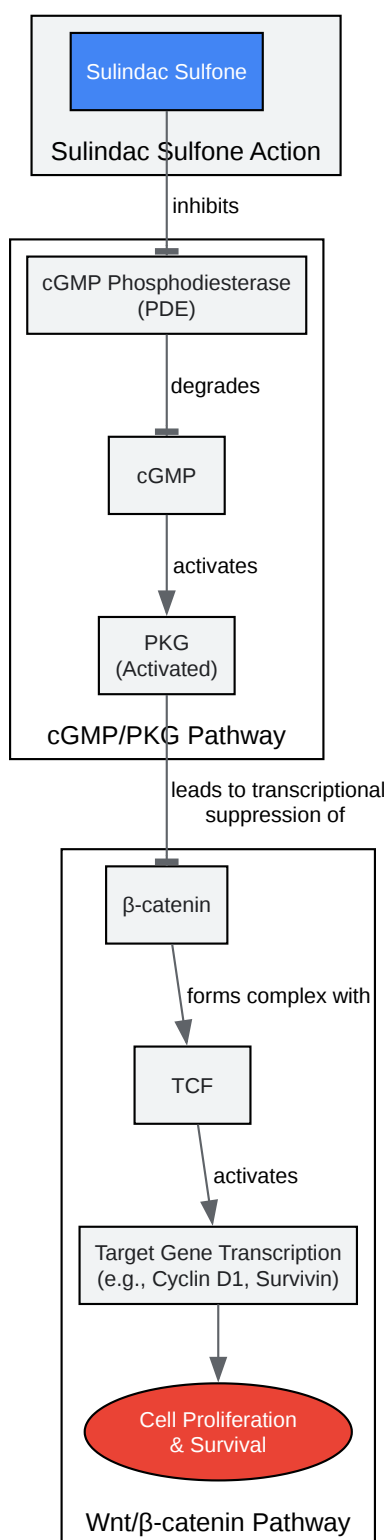 Sulindac Sulfone
Sulindac Sulfone Action
inhibits
cGMP Phosphodiesterase
(PDE)
degrades
cGMP
activates
PKG
(Activated)
cGMP/PKG Pathway
leads to transcriptional
suppression of
β-catenin
forms complex with
TCF
activates
Target Gene Transcription
(e.g., Cyclin D1, Survivin)
Cell Proliferation
& Survival
Wnt/β-catenin Pathway